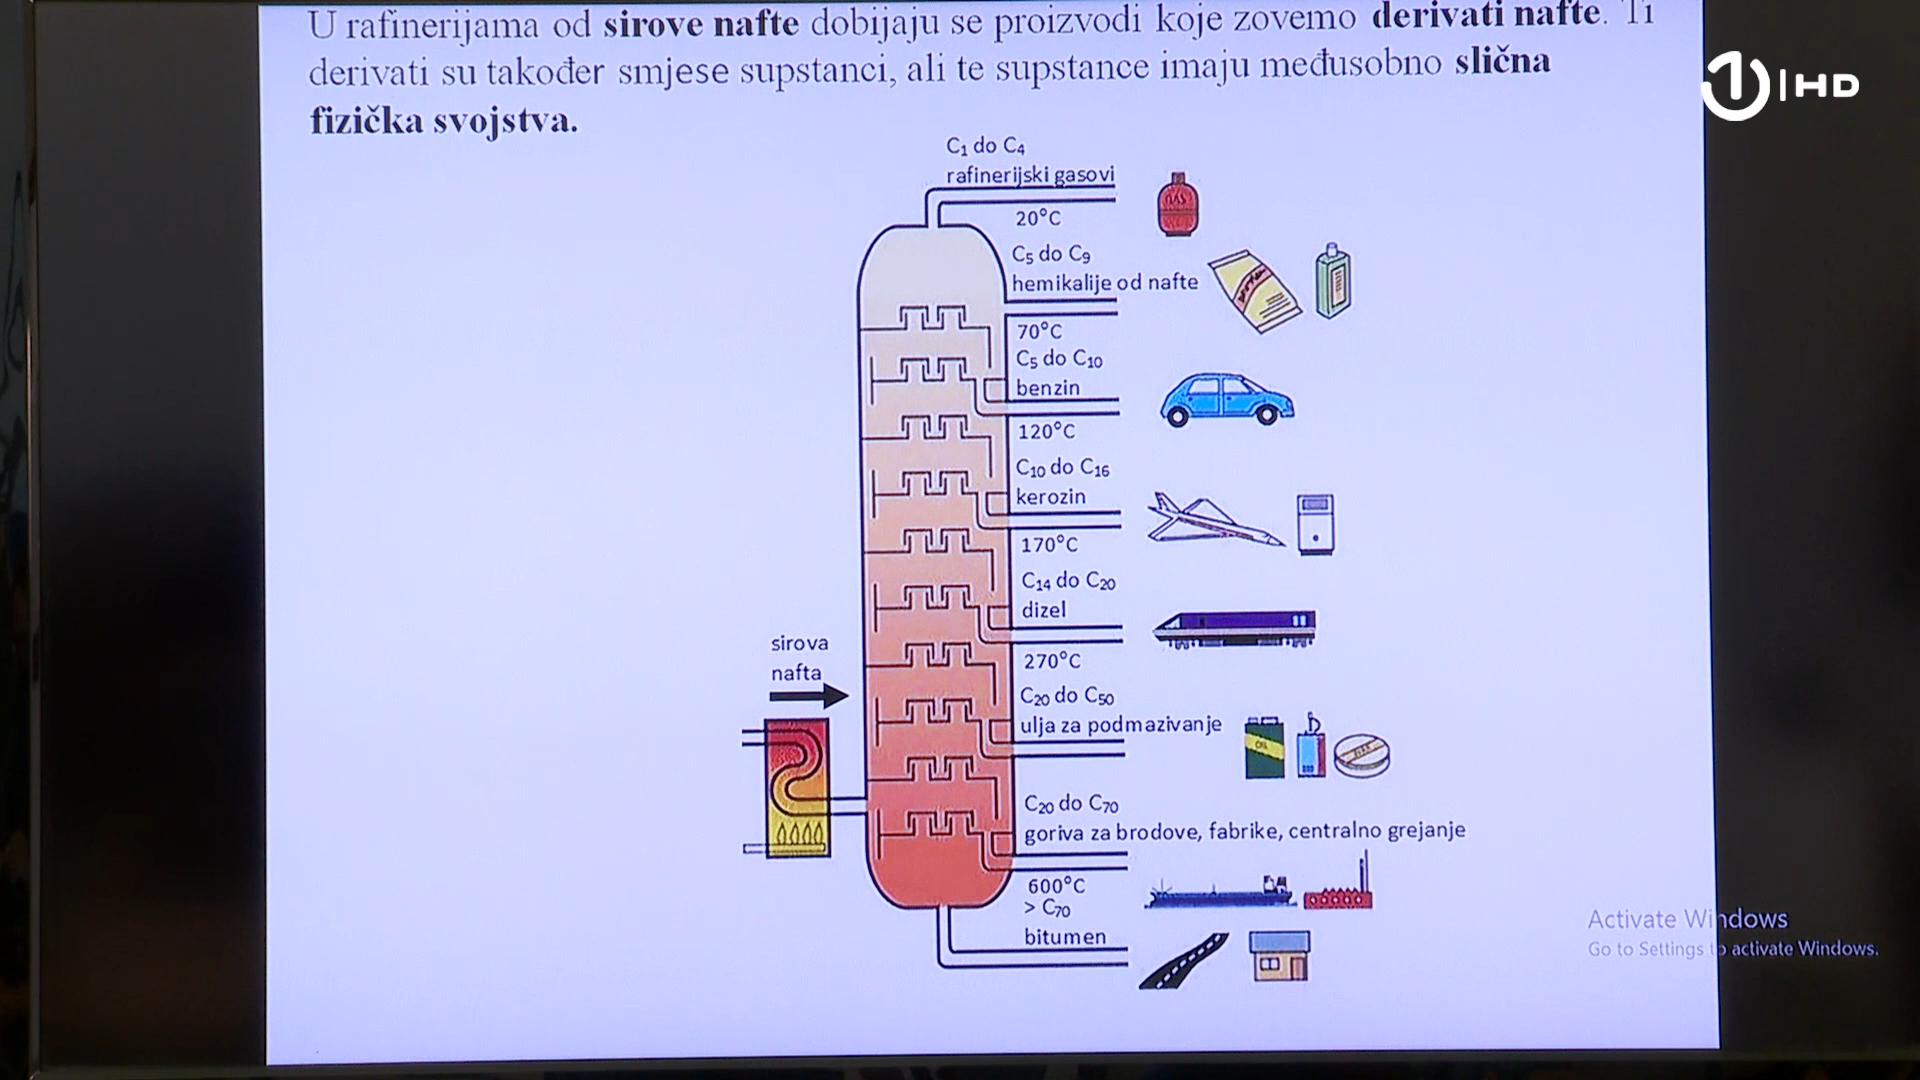 U rafinerijama od sirove nafte dobijaju se proizvodi koje zovemo derivati nafte. Ti
derivati su također smjese supstanci, ali te supstance imaju međusobno slična
fizička svojstva.
1 | HD
C₁ do C₄
rafinerijski gasovi
GAS
20°C
C₅ do C₉
hemikalije od nafte
70°C
C₅ do C₁₀
benzin
120°C
C₁₀ do C₁₆
kerozin
170°C
C₁₄ do C₂₀
dizel
sirova
nafta
270°C
C₂₀ do C₅₀
ulja za podmazivanje
OIL
C₂₀ do C₇₀
goriva za brodove, fabrike, centralno grejanje
600°C
> C₇₀
bitumen
Activate Windows
Go to Settings to activate Windows.